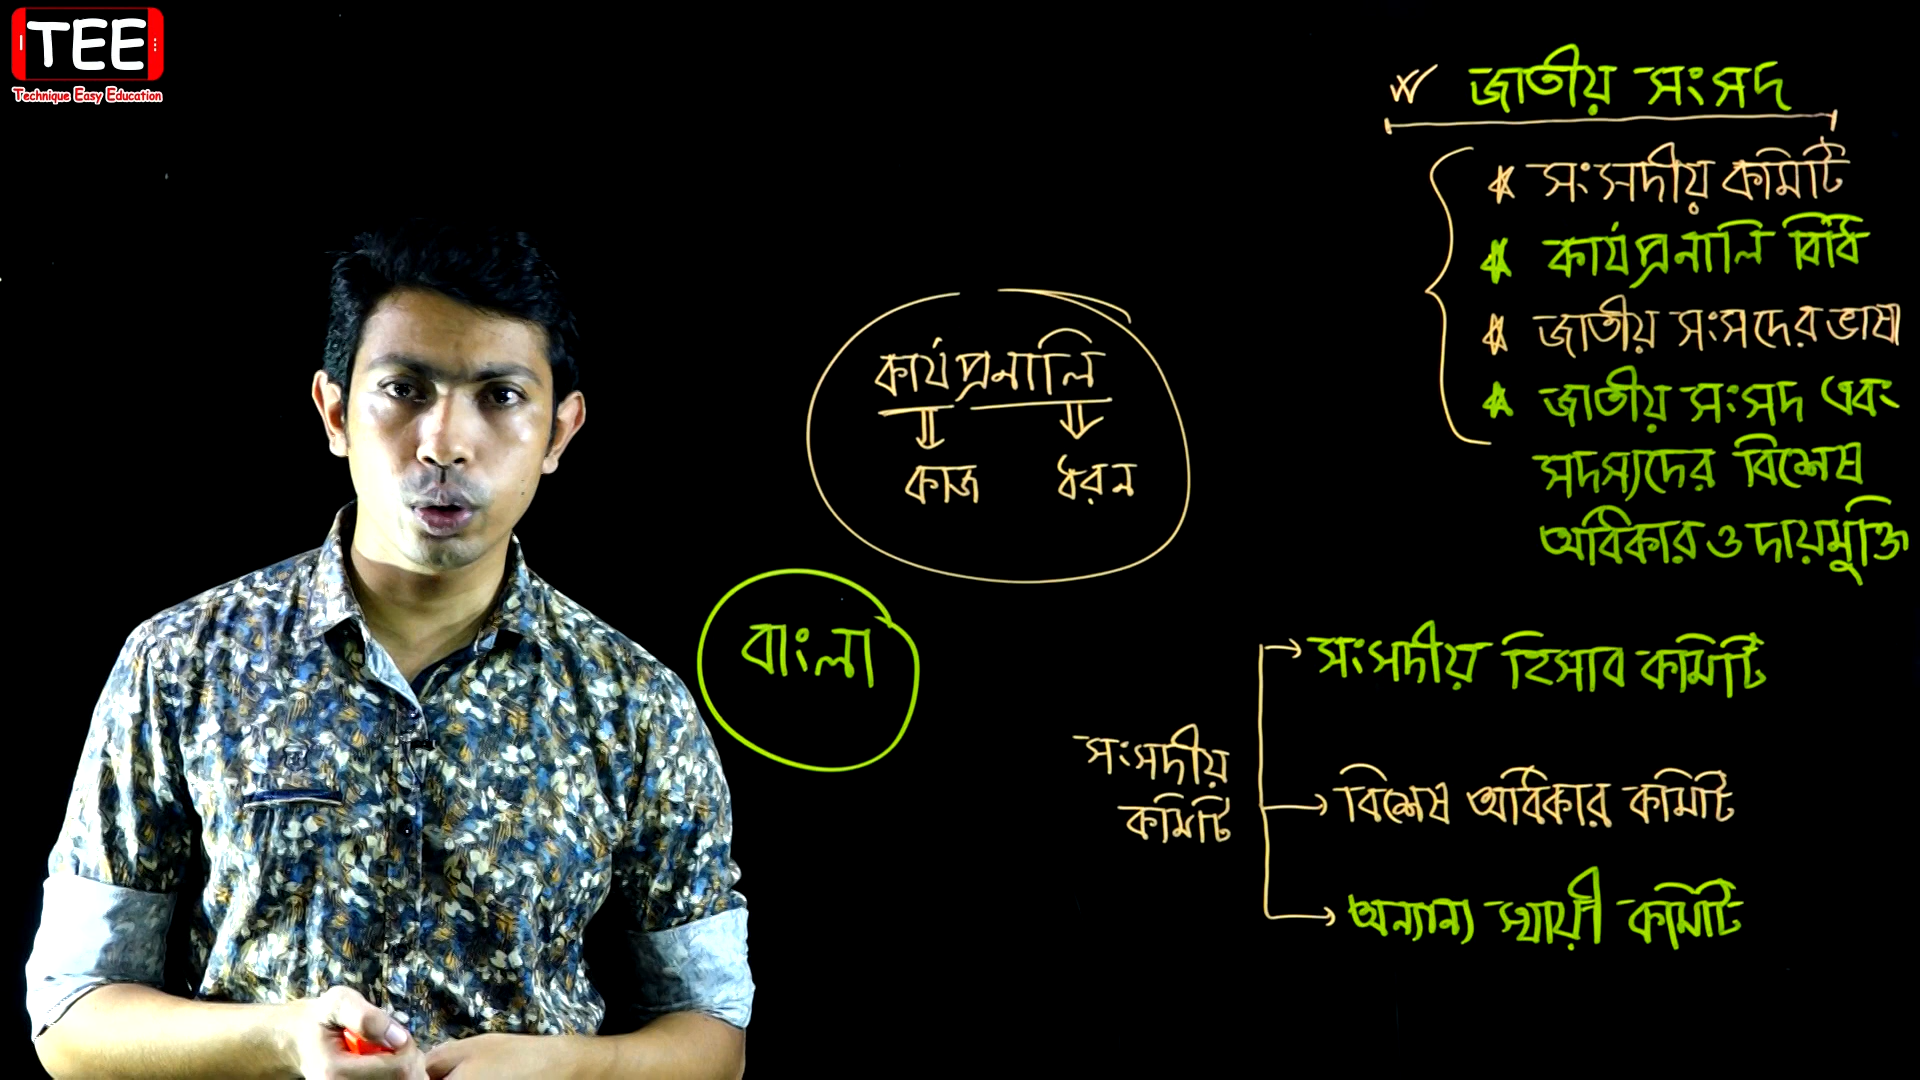 TEE
Technique Easy Education
জাতীয় সংসদ
সংসদীয় কমিটি
কার্যপ্রনালি বিধি
জাতীয় সংসদের ভাষা
জাতীয় সংসদ এবং
সদস্যদের বিশেষ
অধিকার ও দায়মুক্তি
কার্যপ্রনালি
কাজ ধরন
বাংলা
সংসদীয়
কমিটি
সংসদীয় হিসাব কমিটি
বিশেষ অধিকার কমিটি
অন্যান্য স্থায়ী কমিটি